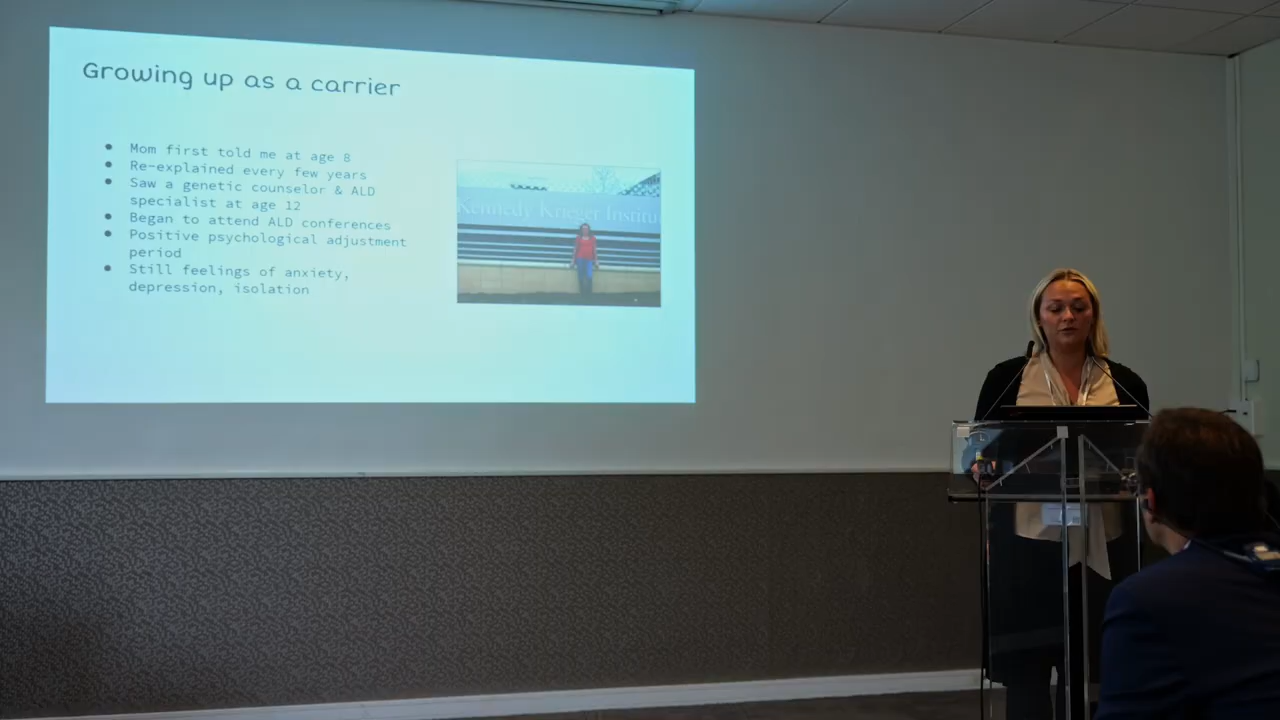 Growing up as a carrier
● Mom first told me at age 8
● Re-explained every few years
● Saw a genetic counselor & ALD
specialist at age 12
● Began to attend ALD conferences
● Positive psychological adjustment
period
● Still feelings of anxiety,
depression, isolation
Kennedy Krieger Institu